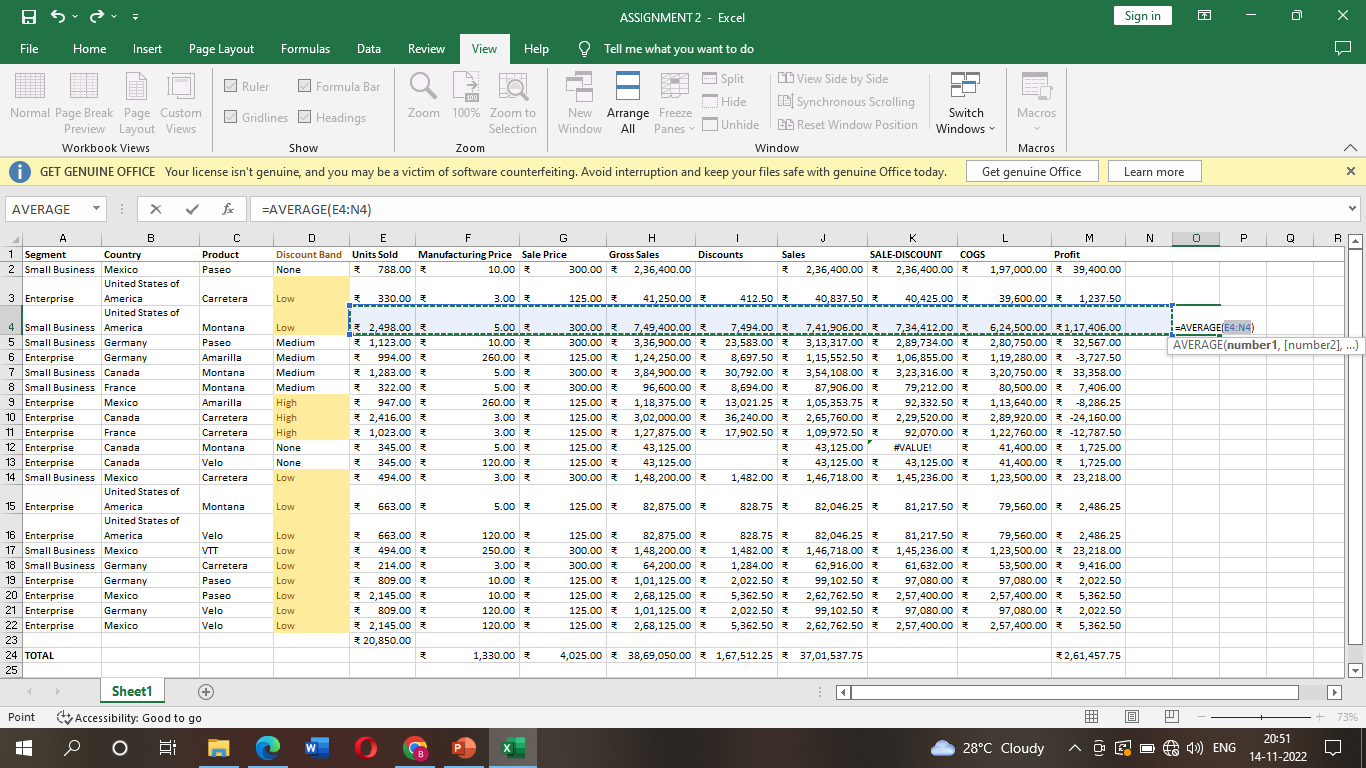 ASSIGNMENT 2 - Excel
Sign in
File Home Insert Page Layout Formulas Data Review View Help Tell me what you want to do
Normal Page Break Preview Page Layout Custom Views
Workbook Views
Ruler Formula Bar
Gridlines Headings
Show
Zoom 100% Zoom to Selection
Zoom
New Window Arrange All Freeze Panes
Split
Hide
Unhide
View Side by Side
Synchronous Scrolling
Reset Window Position
Switch Windows
Window
Macros
Macros
GET GENUINE OFFICE Your license isn't genuine, and you may be a victim of software counterfeiting. Avoid interruption and keep your files safe with genuine Office today. Get genuine Office Learn more
AVERAGE fx =AVERAGE(E4:N4)
A B C D E F G H I J K L M N O P Q R
1 Segment Country Product Discount Band Units Sold Manufacturing Price Sale Price Gross Sales Discounts Sales SALE-DISCOUNT COGS Profit
2 Small Business Mexico Paseo None ₹ 788.00 ₹ 10.00 ₹ 300.00 ₹ 2,36,400.00 ₹ 2,36,400.00 ₹ 2,36,400.00 ₹ 1,97,000.00 ₹ 39,400.00
3 Enterprise United States of America Carretera Low ₹ 330.00 ₹ 3.00 ₹ 125.00 ₹ 41,250.00 ₹ 412.50 ₹ 40,837.50 ₹ 40,425.00 ₹ 39,600.00 ₹ 1,237.50
4 Small Business United States of America Montana Low ₹ 2,498.00 ₹ 5.00 ₹ 300.00 ₹ 7,49,400.00 ₹ 7,494.00 ₹ 7,41,906.00 ₹ 7,34,412.00 ₹ 6,24,500.00 ₹ 1,17,406.00 =AVERAGE(E4:N4)
5 Small Business Germany Paseo Medium ₹ 1,123.00 ₹ 10.00 ₹ 300.00 ₹ 3,36,900.00 ₹ 23,583.00 ₹ 3,13,317.00 ₹ 2,89,734.00 ₹ 2,80,750.00 ₹ 32,567.00
AVERAGE(number1, [number2], ...)
6 Enterprise Germany Amarilla Medium ₹ 994.00 ₹ 260.00 ₹ 125.00 ₹ 1,24,250.00 ₹ 8,697.50 ₹ 1,15,552.50 ₹ 1,06,855.00 ₹ 1,19,280.00 ₹ -3,727.50
7 Small Business Canada Montana Medium ₹ 1,283.00 ₹ 5.00 ₹ 300.00 ₹ 3,84,900.00 ₹ 30,792.00 ₹ 3,54,108.00 ₹ 3,23,316.00 ₹ 3,20,750.00 ₹ 33,358.00
8 Small Business France Montana Medium ₹ 322.00 ₹ 5.00 ₹ 300.00 ₹ 96,600.00 ₹ 8,694.00 ₹ 87,906.00 ₹ 79,212.00 ₹ 80,500.00 ₹ 7,406.00
9 Enterprise Mexico Amarilla High ₹ 947.00 ₹ 260.00 ₹ 125.00 ₹ 1,18,375.00 ₹ 13,021.25 ₹ 1,05,353.75 ₹ 92,332.50 ₹ 1,13,640.00 ₹ -8,286.25
10 Enterprise Canada Carretera High ₹ 2,416.00 ₹ 3.00 ₹ 125.00 ₹ 3,02,000.00 ₹ 36,240.00 ₹ 2,65,760.00 ₹ 2,29,520.00 ₹ 2,89,920.00 ₹ -24,160.00
11 Enterprise France Carretera High ₹ 1,023.00 ₹ 3.00 ₹ 125.00 ₹ 1,27,875.00 ₹ 17,902.50 ₹ 1,09,972.50 ₹ 92,070.00 ₹ 1,22,760.00 ₹ -12,787.50
12 Enterprise Canada Montana None ₹ 345.00 ₹ 5.00 ₹ 125.00 ₹ 43,125.00 ₹ 43,125.00 #VALUE! ₹ 41,400.00 ₹ 1,725.00
13 Enterprise Canada Velo None ₹ 345.00 ₹ 120.00 ₹ 125.00 ₹ 43,125.00 ₹ 43,125.00 ₹ 43,125.00 ₹ 41,400.00 ₹ 1,725.00
14 Small Business Mexico Carretera Low ₹ 494.00 ₹ 3.00 ₹ 300.00 ₹ 1,48,200.00 ₹ 1,482.00 ₹ 1,46,718.00 ₹ 1,45,236.00 ₹ 1,23,500.00 ₹ 23,218.00
15 Enterprise United States of America Montana Low ₹ 663.00 ₹ 5.00 ₹ 125.00 ₹ 82,875.00 ₹ 828.75 ₹ 82,046.25 ₹ 81,217.50 ₹ 79,560.00 ₹ 2,486.25
16 Enterprise United States of America Velo Low ₹ 663.00 ₹ 120.00 ₹ 125.00 ₹ 82,875.00 ₹ 828.75 ₹ 82,046.25 ₹ 81,217.50 ₹ 79,560.00 ₹ 2,486.25
17 Small Business Mexico VTT Low ₹ 494.00 ₹ 250.00 ₹ 300.00 ₹ 1,48,200.00 ₹ 1,482.00 ₹ 1,46,718.00 ₹ 1,45,236.00 ₹ 1,23,500.00 ₹ 23,218.00
18 Small Business Germany Carretera Low ₹ 214.00 ₹ 3.00 ₹ 300.00 ₹ 64,200.00 ₹ 1,284.00 ₹ 62,916.00 ₹ 61,632.00 ₹ 53,500.00 ₹ 9,416.00
19 Enterprise Germany Paseo Low ₹ 809.00 ₹ 10.00 ₹ 125.00 ₹ 1,01,125.00 ₹ 2,022.50 ₹ 99,102.50 ₹ 97,080.00 ₹ 97,080.00 ₹ 2,022.50
20 Enterprise Mexico Paseo Low ₹ 2,145.00 ₹ 10.00 ₹ 125.00 ₹ 2,68,125.00 ₹ 5,362.50 ₹ 2,62,762.50 ₹ 2,57,400.00 ₹ 2,57,400.00 ₹ 5,362.50
21 Enterprise Germany Velo Low ₹ 809.00 ₹ 120.00 ₹ 125.00 ₹ 1,01,125.00 ₹ 2,022.50 ₹ 99,102.50 ₹ 97,080.00 ₹ 97,080.00 ₹ 2,022.50
22 Enterprise Mexico Velo Low ₹ 2,145.00 ₹ 120.00 ₹ 125.00 ₹ 2,68,125.00 ₹ 5,362.50 ₹ 2,62,762.50 ₹ 2,57,400.00 ₹ 2,57,400.00 ₹ 5,362.50
23 ₹ 20,850.00
24 TOTAL ₹ 1,330.00 ₹ 4,025.00 ₹ 38,69,050.00 ₹ 1,67,512.25 ₹ 37,01,537.75 ₹ 2,61,457.75
25
Sheet1
Point Accessibility: Good to go 73%
28°C Cloudy ENG 20:51
14-11-2022